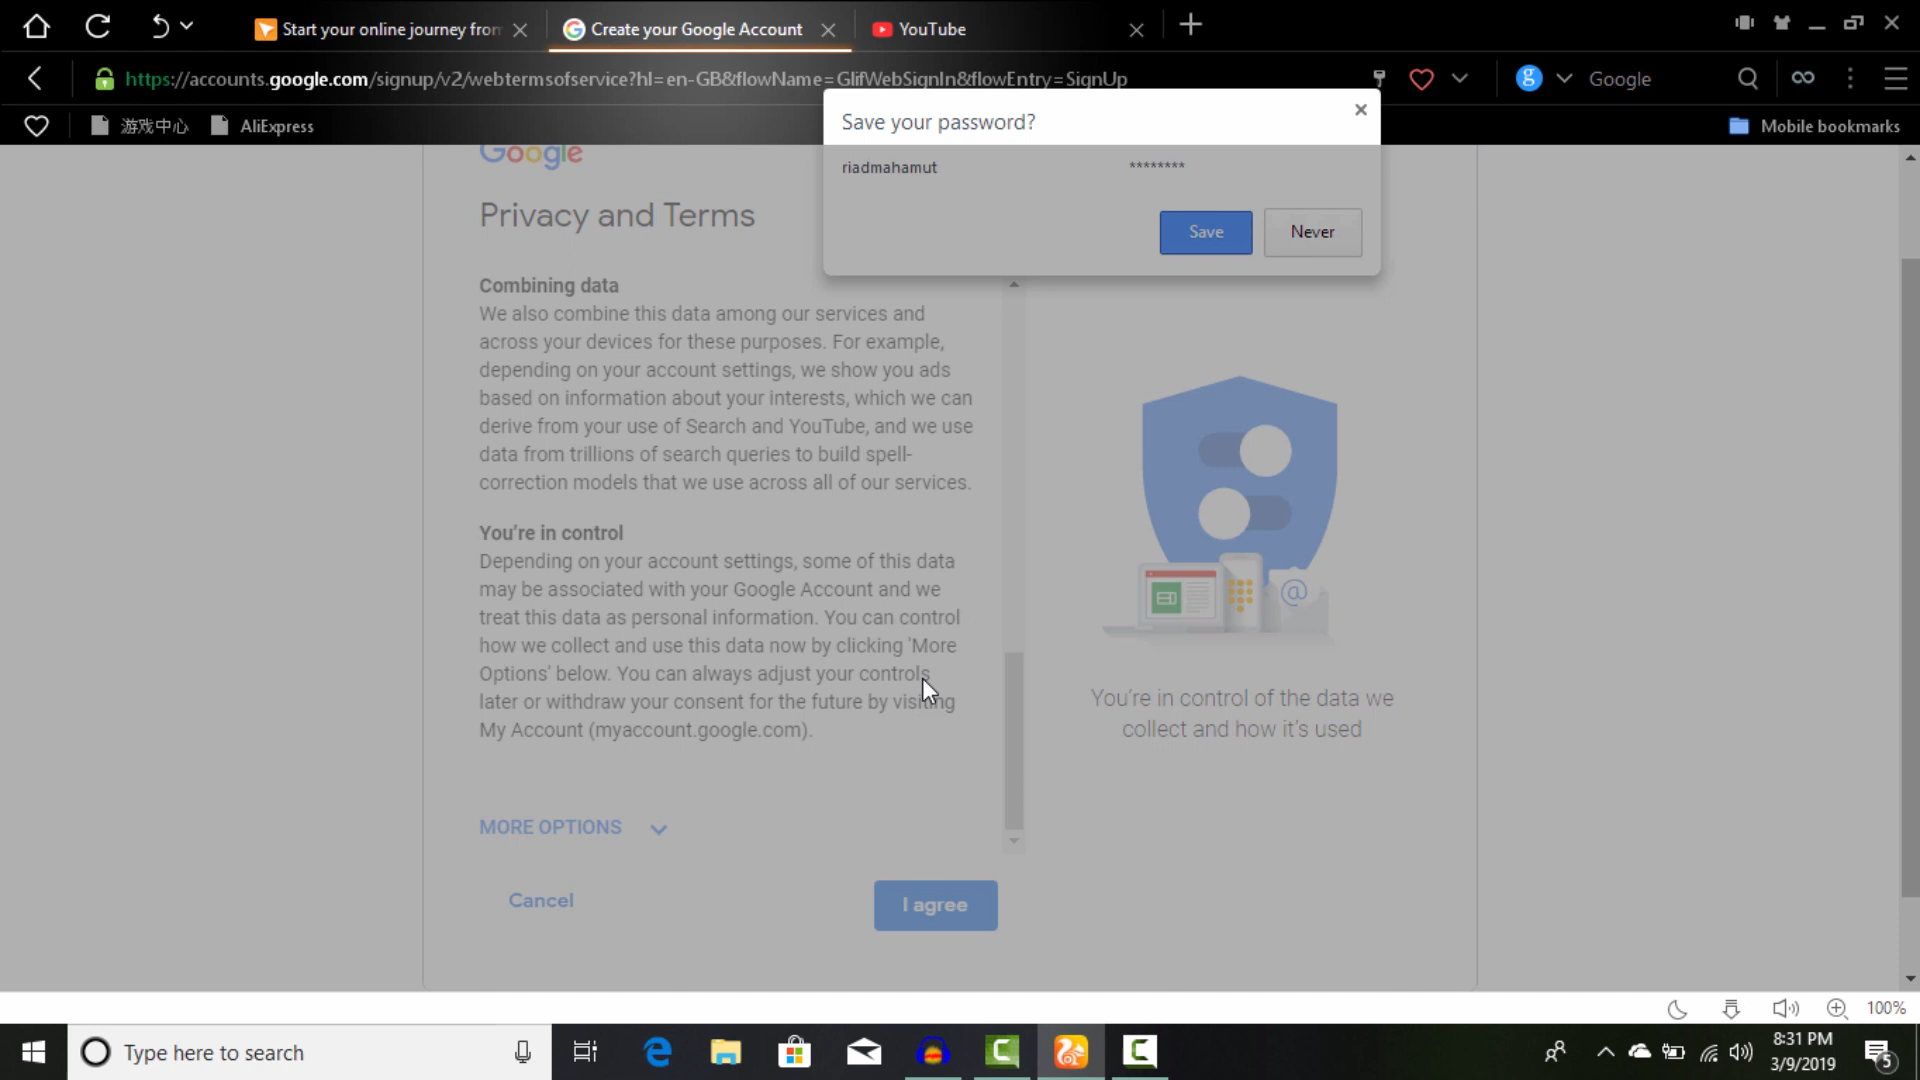 Start your online journey from
Create your Google Account
YouTube
https://accounts.google.com/signup/v2/webtermsofservice?hl=en-GB&flowName=GlifWebSignIn&flowEntry=SignUp
Google
游戏中心
AliExpress
Mobile bookmarks
Save your password?
riadmahamut
********
Save
Never
Google
Privacy and Terms
Combining data
We also combine this data among our services and
across your devices for these purposes. For example,
depending on your account settings, we show you ads
based on information about your interests, which we can
derive from your use of Search and YouTube, and we use
data from trillions of search queries to build spell-
correction models that we use across all of our services.
You're in control
Depending on your account settings, some of this data
may be associated with your Google Account and we
treat this data as personal information. You can control
how we collect and use this data now by clicking 'More
Options' below. You can always adjust your controls
later or withdraw your consent for the future by visiting
My Account (myaccount.google.com).
MORE OPTIONS
Cancel
I agree
You're in control of the data we
collect and how it's used
100%
Type here to search
8:31 PM
3/9/2019
5